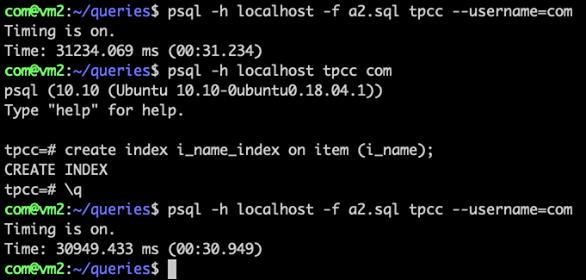 com@vm2:~/queries$ psql -h localhost -f a2.sql tpcc --username=com
Timing is on.
Time: 31234.069 ms (00:31.234)
com@vm2:~/queries$ psql -h localhost tpcc com
psql (10.10 (Ubuntu 10.10-0ubuntu0.18.04.1))
Type "help" for help.
tpcc=# create index i_name_index on item (i_name);
CREATE INDEX
tpcc=# \q
com@vm2:~/queries$ psql -h localhost -f a2.sql tpcc --username=com
Timing is on.
Time: 30949.433 ms (00:30.949)
com@vm2:~/queries$